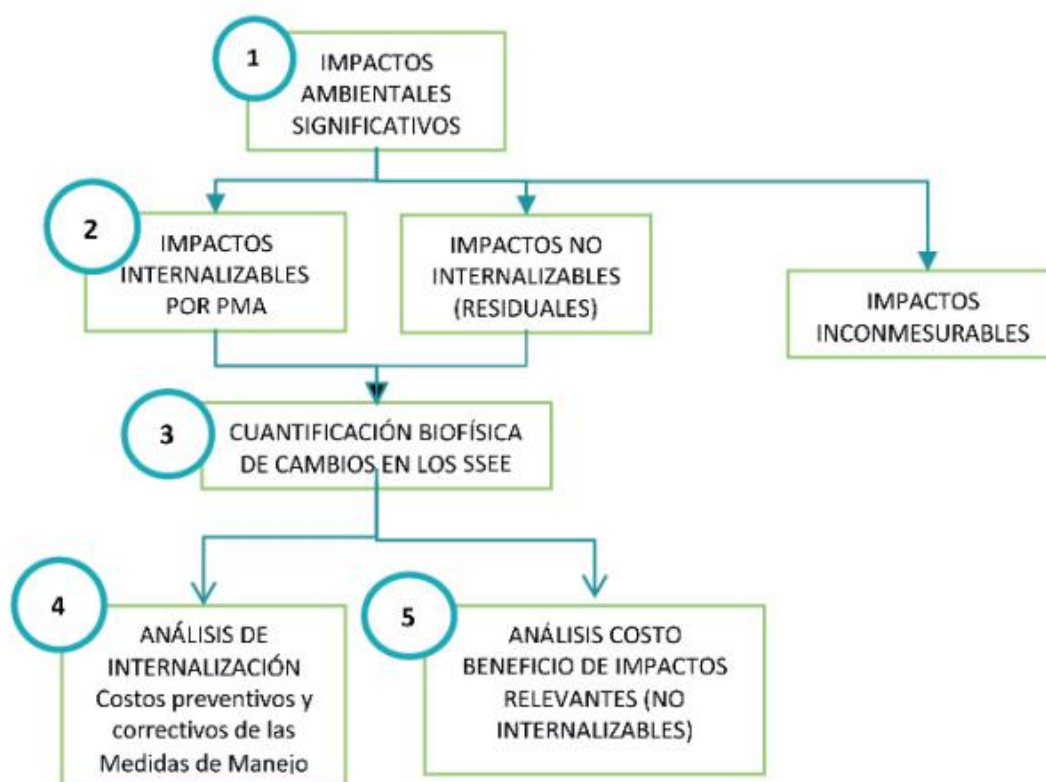 1
IMPACTOS
AMBIENTALES
SIGNIFICATIVOS
2
IMPACTOS
INTERNALIZABLES
POR PMA
IMPACTOS NO
INTERNALIZABLES
(RESIDUALES)
IMPACTOS
INCONMESURABLES
3
CUANTIFICACIÓN BIOFÍSICA
DE CAMBIOS EN LOS SSEE
4
ANÁLISIS DE
INTERNALIZACIÓN
Costos preventivos y
correctivos de las
Medidas de Manejo
5
ANÁLISIS COSTO
BENEFICIO DE IMPACTOS
RELEVANTES (NO
INTERNALIZABLES)